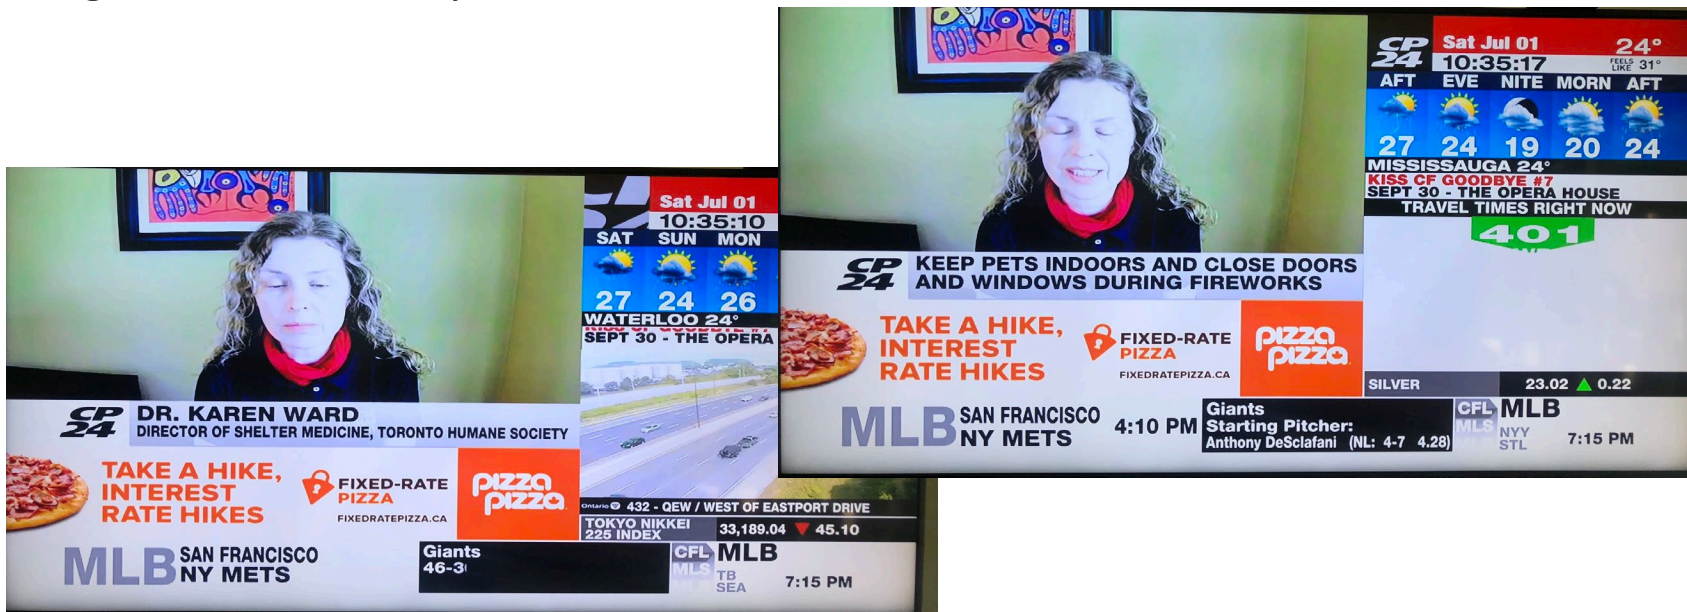 Sat Jul 01
10:35:10
SAT SUN MON
27 24 26
WATERLOO 24°
SEPT 30 - THE OPERA
CP
24
DR. KAREN WARD
DIRECTOR OF SHELTER MEDICINE, TORONTO HUMANE SOCIETY
TAKE A HIKE,
INTEREST
RATE HIKES
FIXED-RATE
PIZZA
FIXEDRATEPIZZA.CA
pizza
pizza
Ontario 432 - QEW / WEST OF EASTPORT DRIVE
TOKYO NIKKEI
225 INDEX
33,189.04 45.10
MLB
SAN FRANCISCO
NY METS
Giants
46-3
CFL
MLS
MLB
TB
SEA
7:15 PM
CP
24
Sat Jul 01
24°
10:35:17
FEELS
LIKE 31°
AFT EVE NITE MORN AFT
27 24 19 20 24
MISSISSAUGA 24°
KISS CF GOODBYE #7
SEPT 30 - THE OPERA HOUSE
TRAVEL TIMES RIGHT NOW
401
CP
24
KEEP PETS INDOORS AND CLOSE DOORS
AND WINDOWS DURING FIREWORKS
TAKE A HIKE,
INTEREST
RATE HIKES
FIXED-RATE
PIZZA
FIXEDRATEPIZZA.CA
pizza
pizza
SILVER 23.02 0.22
MLB
SAN FRANCISCO
NY METS
4:10 PM
Giants
Starting Pitcher:
Anthony DeSclafani (NL: 4-7 4.28)
CFL
MLS
MLB
NYY
STL
7:15 PM